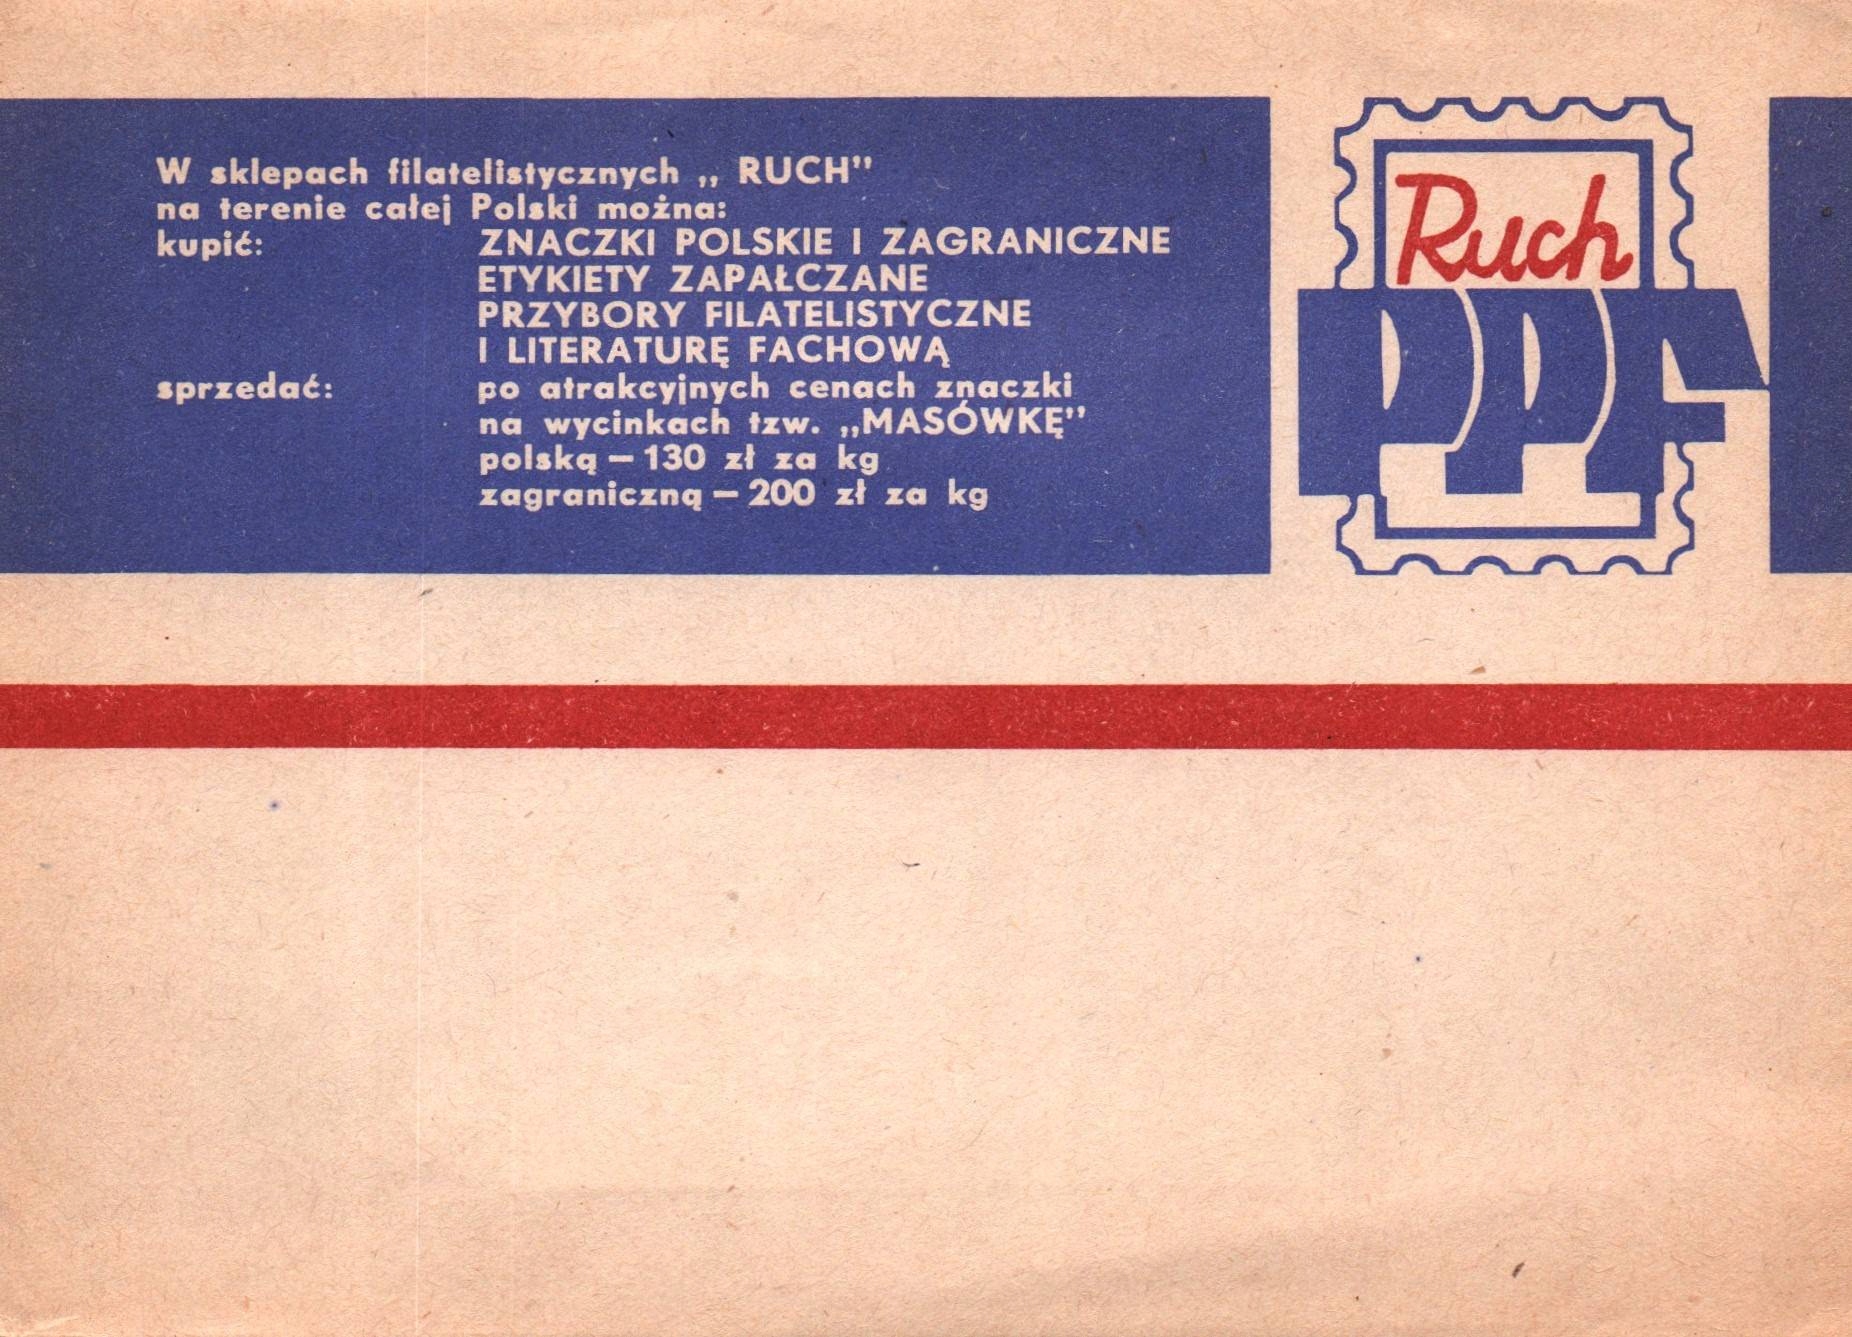 W sklepach filatelistycznych „ RUCH”
na terenie całej Polski można:
kupić: ZNACZKI POLSKIE I ZAGRANICZNE
ETYKIETY ZAPAŁCZANE
PRZYBORY FILATELISTYCZNE
I LITERATURĘ FACHOWĄ
sprzedać: po atrakcyjnych cenach znaczki
na wycinkach tzw. „MASÓWKĘ”
polską — 130 zł za kg
zagraniczną — 200 zł za kg
Ruch
PPF